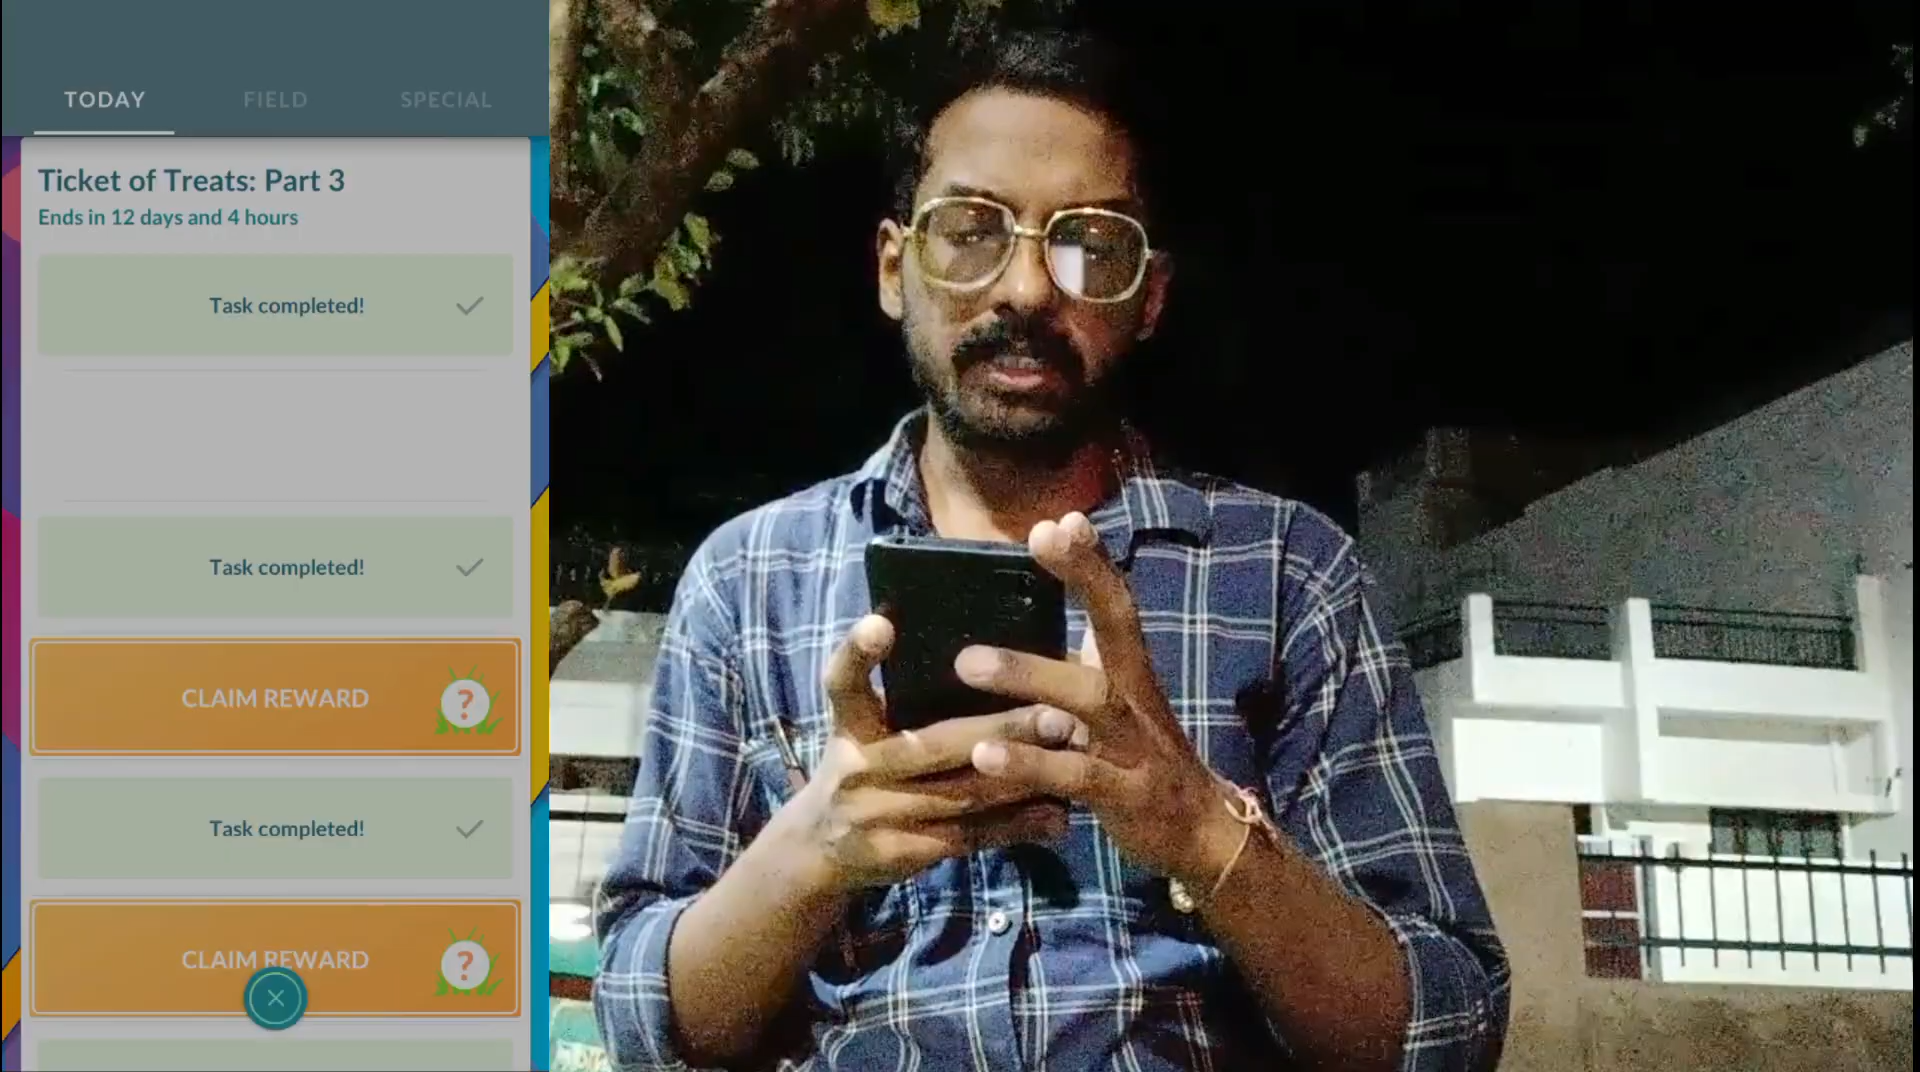 TODAY
FIELD
SPECIAL
Ticket of Treats: Part 3
Ends in 12 days and 4 hours
Task completed!
Task completed!
CLAIM REWARD
?
Task completed!
CLAIM REWARD
?